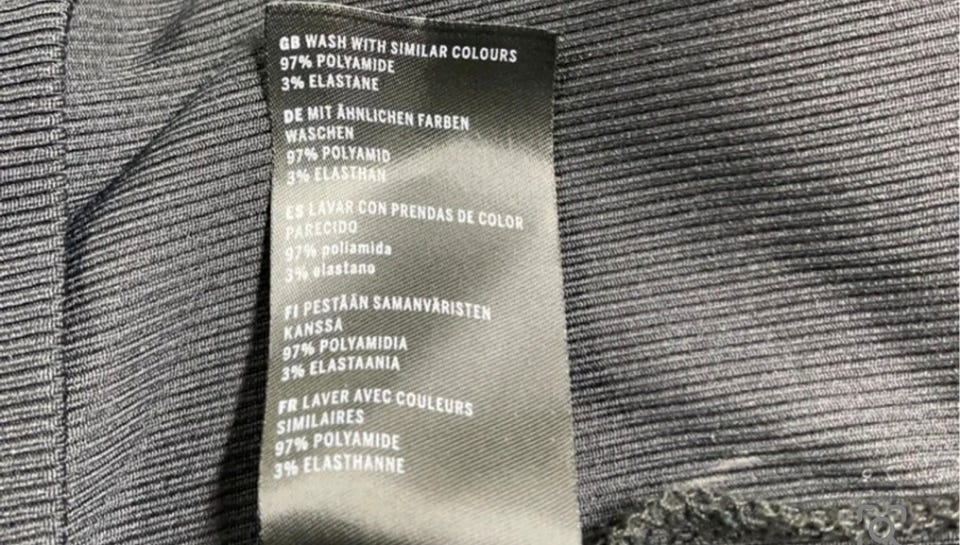 GB WASH WITH SIMILAR COLOURS
97% POLYAMIDE
3% ELASTANE
DE MIT ÄHNLICHEN FARBEN
WASCHEN
97% POLYAMID
3% ELASTHAN
ES LAVAR CON PRENDAS DE COLOR
PARECIDO
97% poliamida
3% elastano
FI PESTÄÄN SAMANVÄRISTEN
KANSSA
97% POLYAMIDIA
3% ELASTAANIA
FR LAVER AVEC COULEURS
SIMILAIRES
97% POLYAMIDE
3% ELASTHANNE